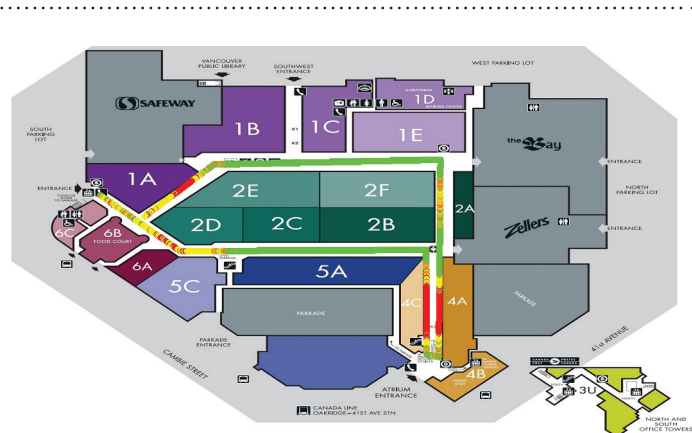 VANCOUVER
PUBLIC LIBRARY
SOUTHWEST
ENTRANCE
WEST PARKING LOT
SAFEWAY
1B
1C
1D
1E
SOUTH
PARKING
LOT
the Bay
ENTRANCE
1A
2E
2F
ENTRANCE
NORTH
PARKING
LOT
2A
2D
2C
2B
6C
6B
FOOD COURT
Zellers
ENTRANCE
6A
5C
5A
4C
4A
PARKADE
PARKADE
PARKADE
ENTRANCE
41st AVENUE
CAMBIE STREET
4B
ATRIUM
ENTRANCE
3U
CANADA LINE
OAKRIDGE-41ST AVE STN
NORTH AND
SOUTH
OFFICE TOWERS